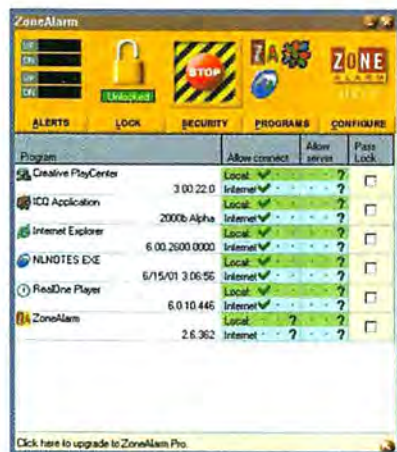 ZoneAlarm
UP
DN
UP
DN
Unlocked
STOP
ZA
ZONE
ALARM
ALERTS LOCK SECURITY PROGRAMS CONFIGURE
Program Allow connect Allow server Pass Lock
Creative PlayCenter Local: ?
3.00.22.0 Internet ?
ICQ Application Local: ?
2000b Alpha Internet ?
Internet Explorer Local: ?
6.00.2600.0000 Internet ?
NLNOTES EXE Local: ?
6/15/01 3:06:56 Internet ?
RealOne Player Local: ?
6.0.10.446 Internet ?
ZA ZoneAlarm Local: ? ?
2.6.362 Internet ? ?
Click here to upgrade to ZoneAlarm Pro.